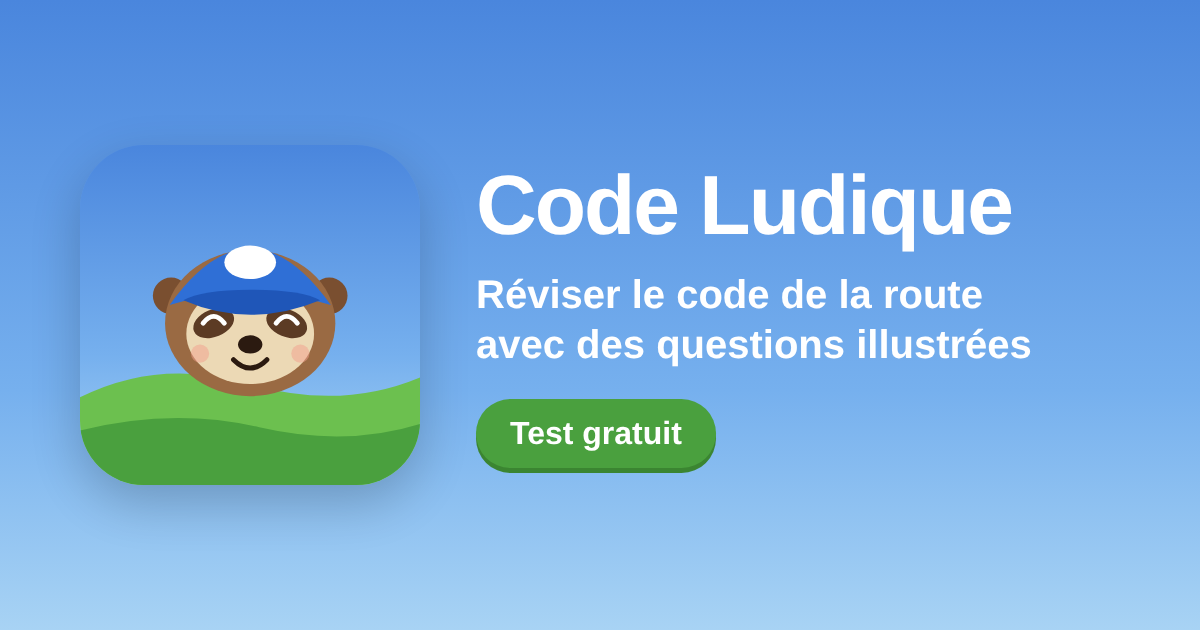 Code Ludique
Réviser le code de la route
avec des questions illustrées
Test gratuit